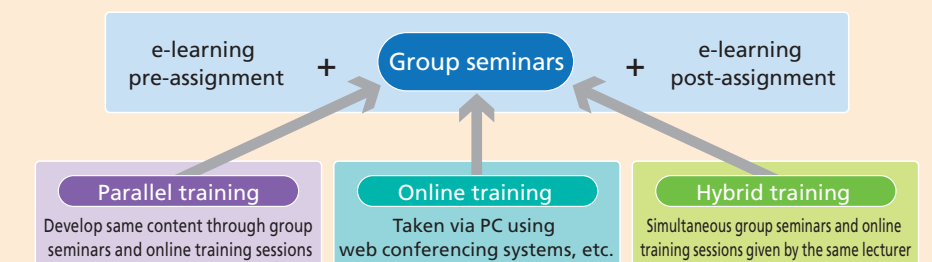 e-learning
pre-assignment
+
Group seminars
+
e-learning
post-assignment
Parallel training
Develop same content through group
seminars and online training sessions
Online training
Taken via PC using
web conferencing systems, etc.
Hybrid training
Simultaneous group seminars and online
training sessions given by the same lecturer